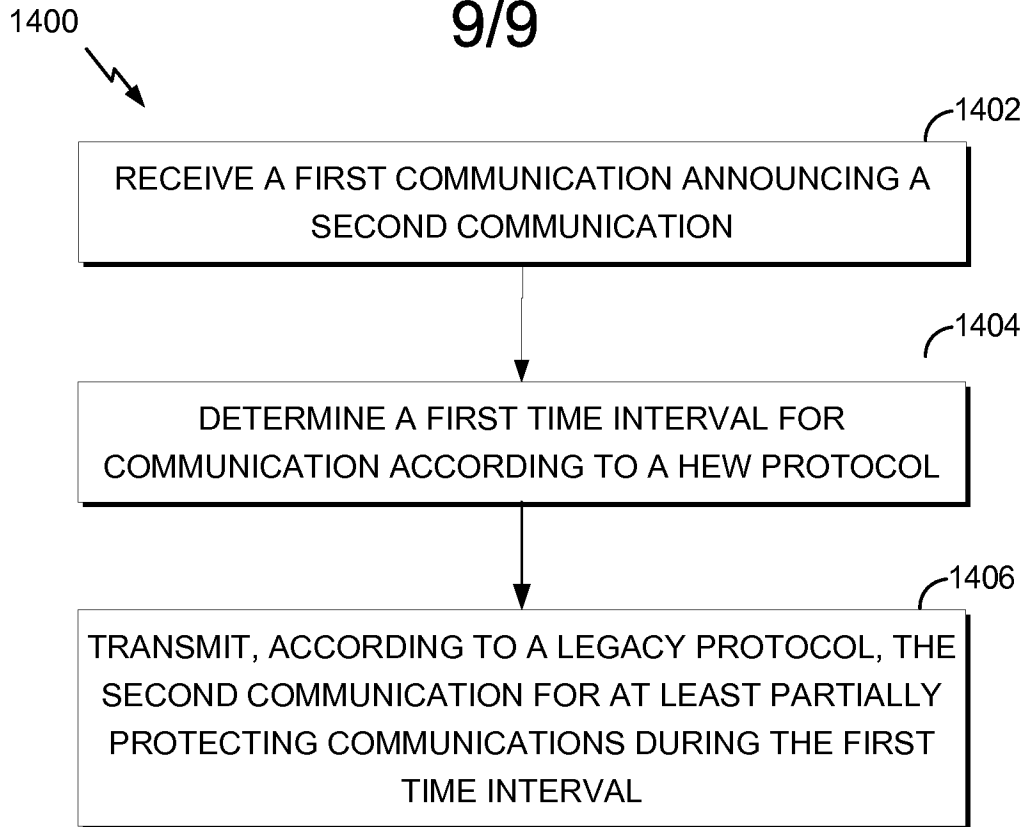 1400
9/9
1402
RECEIVE A FIRST COMMUNICATION ANNOUNCING A
SECOND COMMUNICATION
1404
DETERMINE A FIRST TIME INTERVAL FOR
COMMUNICATION ACCORDING TO A HEW PROTOCOL
1406
TRANSMIT, ACCORDING TO A LEGACY PROTOCOL, THE
SECOND COMMUNICATION FOR AT LEAST PARTIALLY
PROTECTING COMMUNICATIONS DURING THE FIRST
TIME INTERVAL